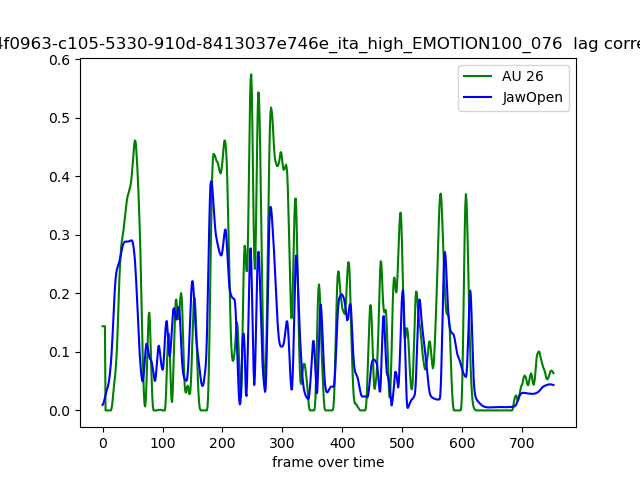 4f0963-c105-5330-910d-8413037e746e_ita_high_EMOTION100_076 lag corre
0.6
AU 26
JawOpen
0.5
0.4
0.3
0.2
0.1
0.0
0 100 200 300 400 500 600 700
frame over time